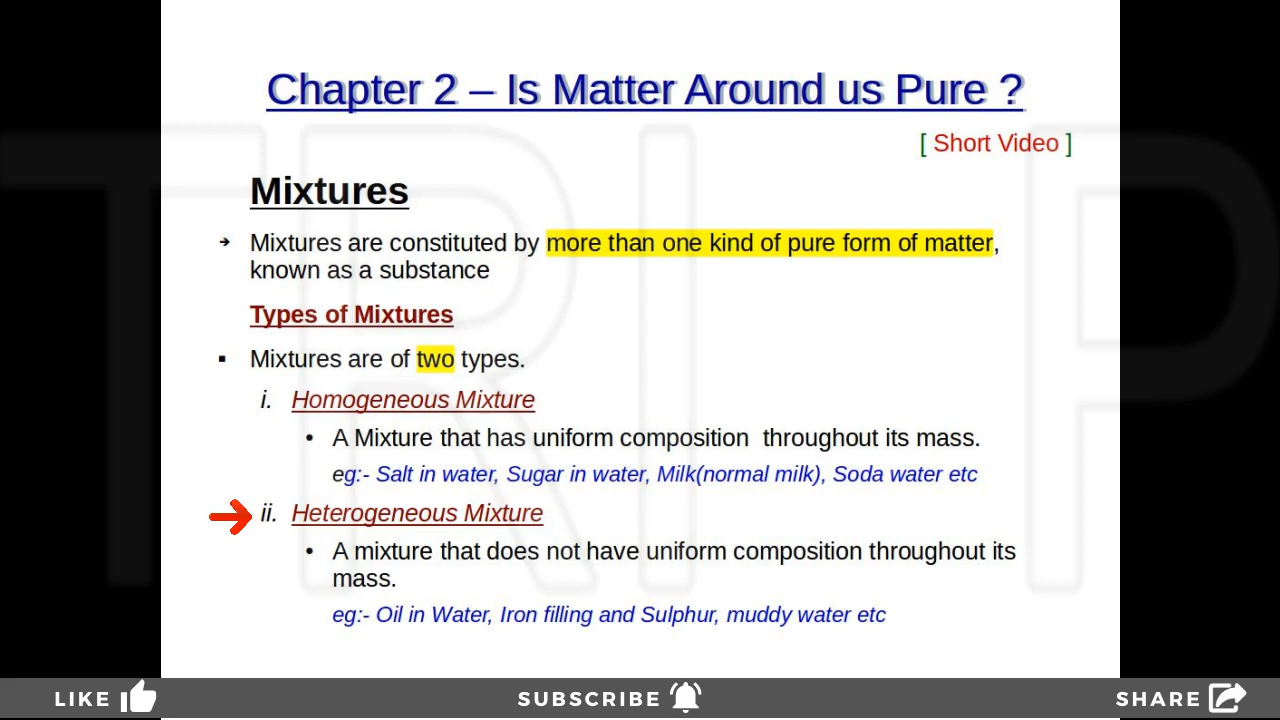 Chapter 2 – Is Matter Around us Pure ?
[ Short Video ]
Mixtures
➔ Mixtures are constituted by more than one kind of pure form of matter,
known as a substance
Types of Mixtures
▪ Mixtures are of two types.
i. Homogeneous Mixture
• A Mixture that has uniform composition throughout its mass.
eg:- Salt in water, Sugar in water, Milk(normal milk), Soda water etc
ii. Heterogeneous Mixture
• A mixture that does not have uniform composition throughout its
mass.
eg:- Oil in Water, Iron filling and Sulphur, muddy water etc
LIKE SUBSCRIBE SHARE